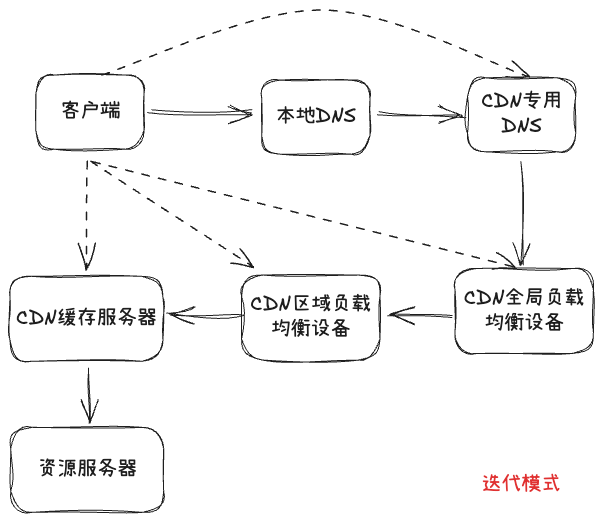 客户端
本地DNS
CDN专用
DNS
CDN缓存服务器
CDN区域负载
均衡设备
CDN全局负载
均衡设备
资源服务器
迭代模式